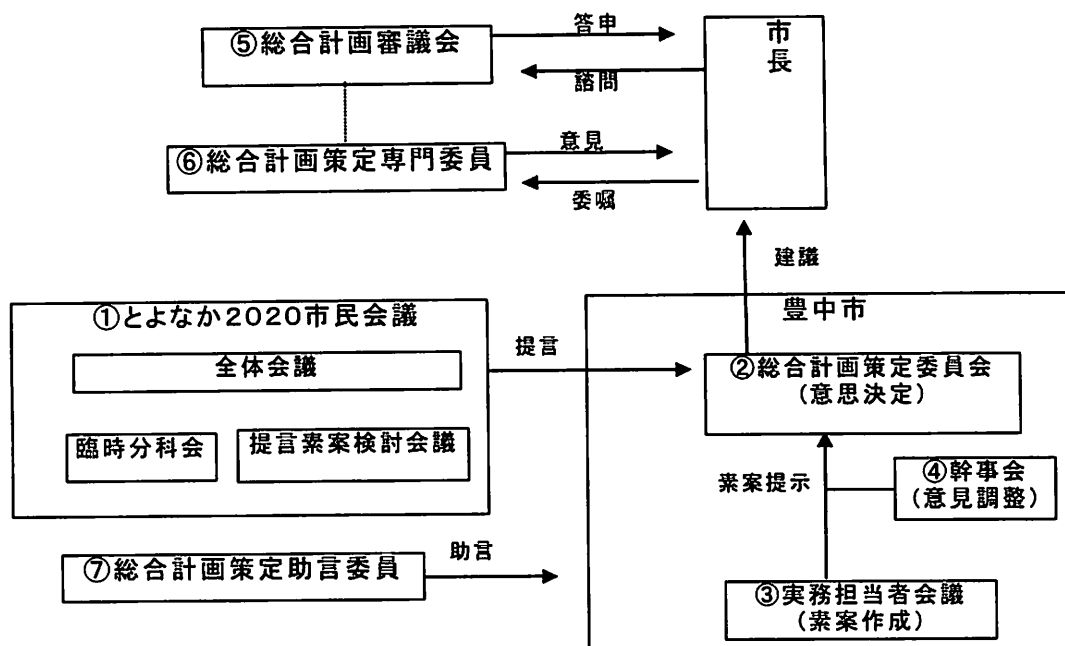 ⑤総合計画審議会
答申
諮問
市長
⑥総合計画策定専門委員
意見
委嘱
建議
①とよなか2020市民会議
全体会議
臨時分科会
提言素案検討会議
提言
豊中市
②総合計画策定委員会
(意思決定)
素案提示
④幹事会
(意見調整)
⑦総合計画策定助言委員
助言
③実務担当者会議
(素案作成)